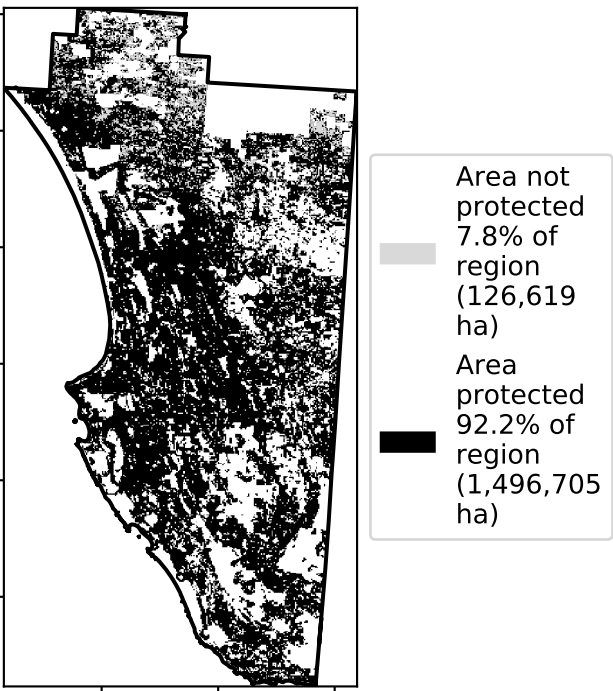 Area not
protected
7.8% of
region
(126,619
ha)
Area
protected
92.2% of
region
(1,496,705
ha)